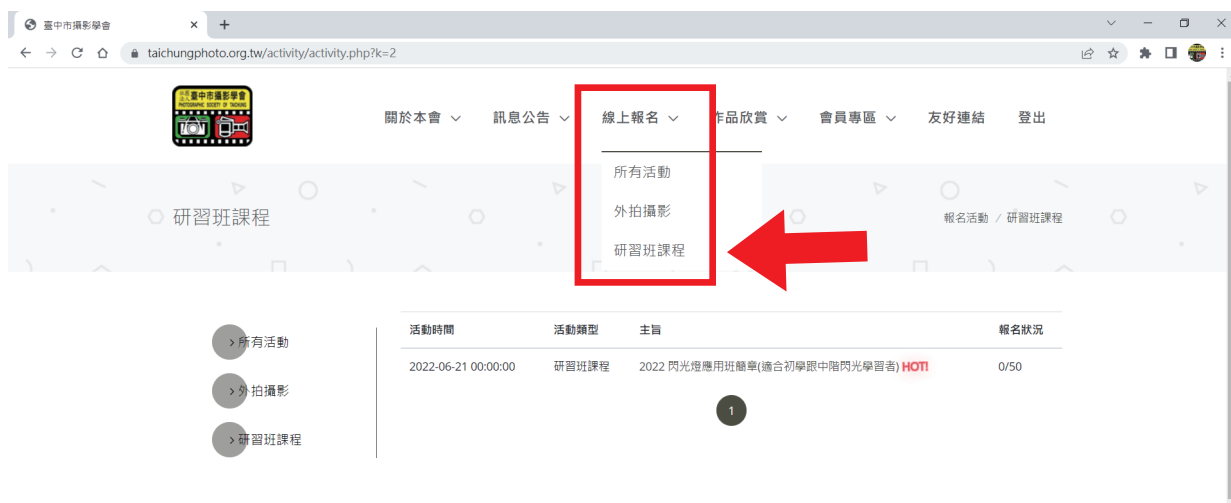 臺中市攝影學會
taichungphoto.org.tw/activity/activity.php?k=2
臺中市攝影學會
PHOTOGRAPHIC SOCIETY OF TAICHUNG
關於本會 訊息公告 線上報名 作品欣賞 會員專區 友好連結 登出
所有活動
外拍攝影
研習班課程
研習班課程
報名活動 / 研習班課程
所有活動
外拍攝影
研習班課程
活動時間 活動類型 主旨 報名狀況
2022-06-21 00:00:00 研習班課程 2022 閃光燈應用班簡章(適合初學跟中階閃光學習者) HOT! 0/50
1